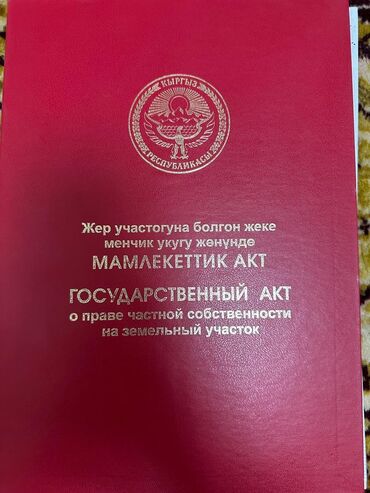 КЫРГЫЗ
РЕСПУБЛИКАСЫ
Жер участогуна болгон жеке
менчик укугу жөнүндө
МАМЛЕКЕТТИК АКТ
ГОСУДАРСТВЕННЫЙ АКТ
о праве частной собственности
на земельный участок